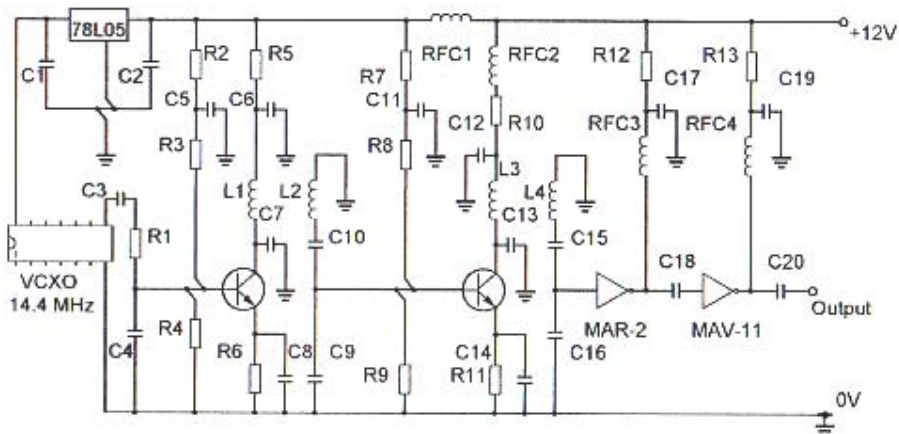 78L05
R2
R5
RFC1
RFC2
R12
R13
+12V
C1
C2
C5
C6
R7
C11
C17
C19
R3
C12
R10
R8
RFC3
RFC4
C3
L1
L2
L3
L4
C7
C13
R1
C10
C15
VCXO
14.4 MHz
C18
C20
MAR-2
MAV-11
Output
C4
R4
R6
C8
C9
R9
C14
R11
C16
0V